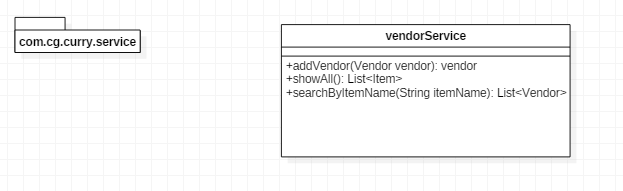 com.cg.curry.service
vendorService
+addVendor(Vendor vendor): vendor
+showAll(): List<Item>
+searchByItemName(String itemName): List<Vendor>